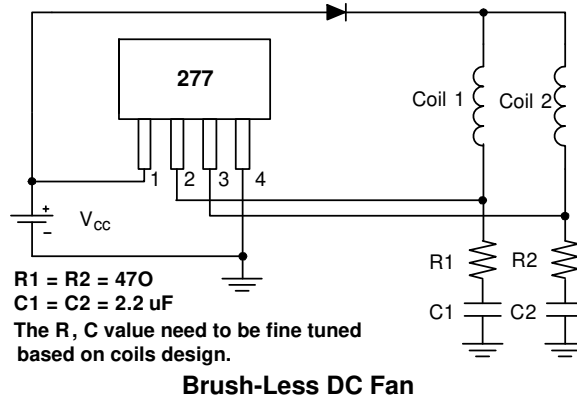 277
Coil 1
Coil 2
1
2
3
4
+
VCC
−
R1
R2
C1
C2
R1 = R2 = 47O
C1 = C2 = 2.2 uF
The R, C value need to be fine tuned
based on coils design.
Brush-Less DC Fan